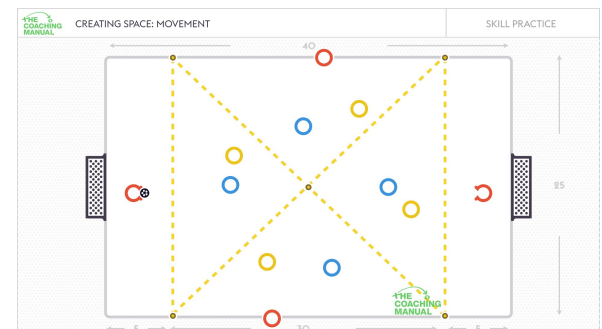 THE
COACHING
MANUAL
CREATING SPACE: MOVEMENT
SKILL PRACTICE
40
25
THE
COACHING
MANUAL
5
30
5